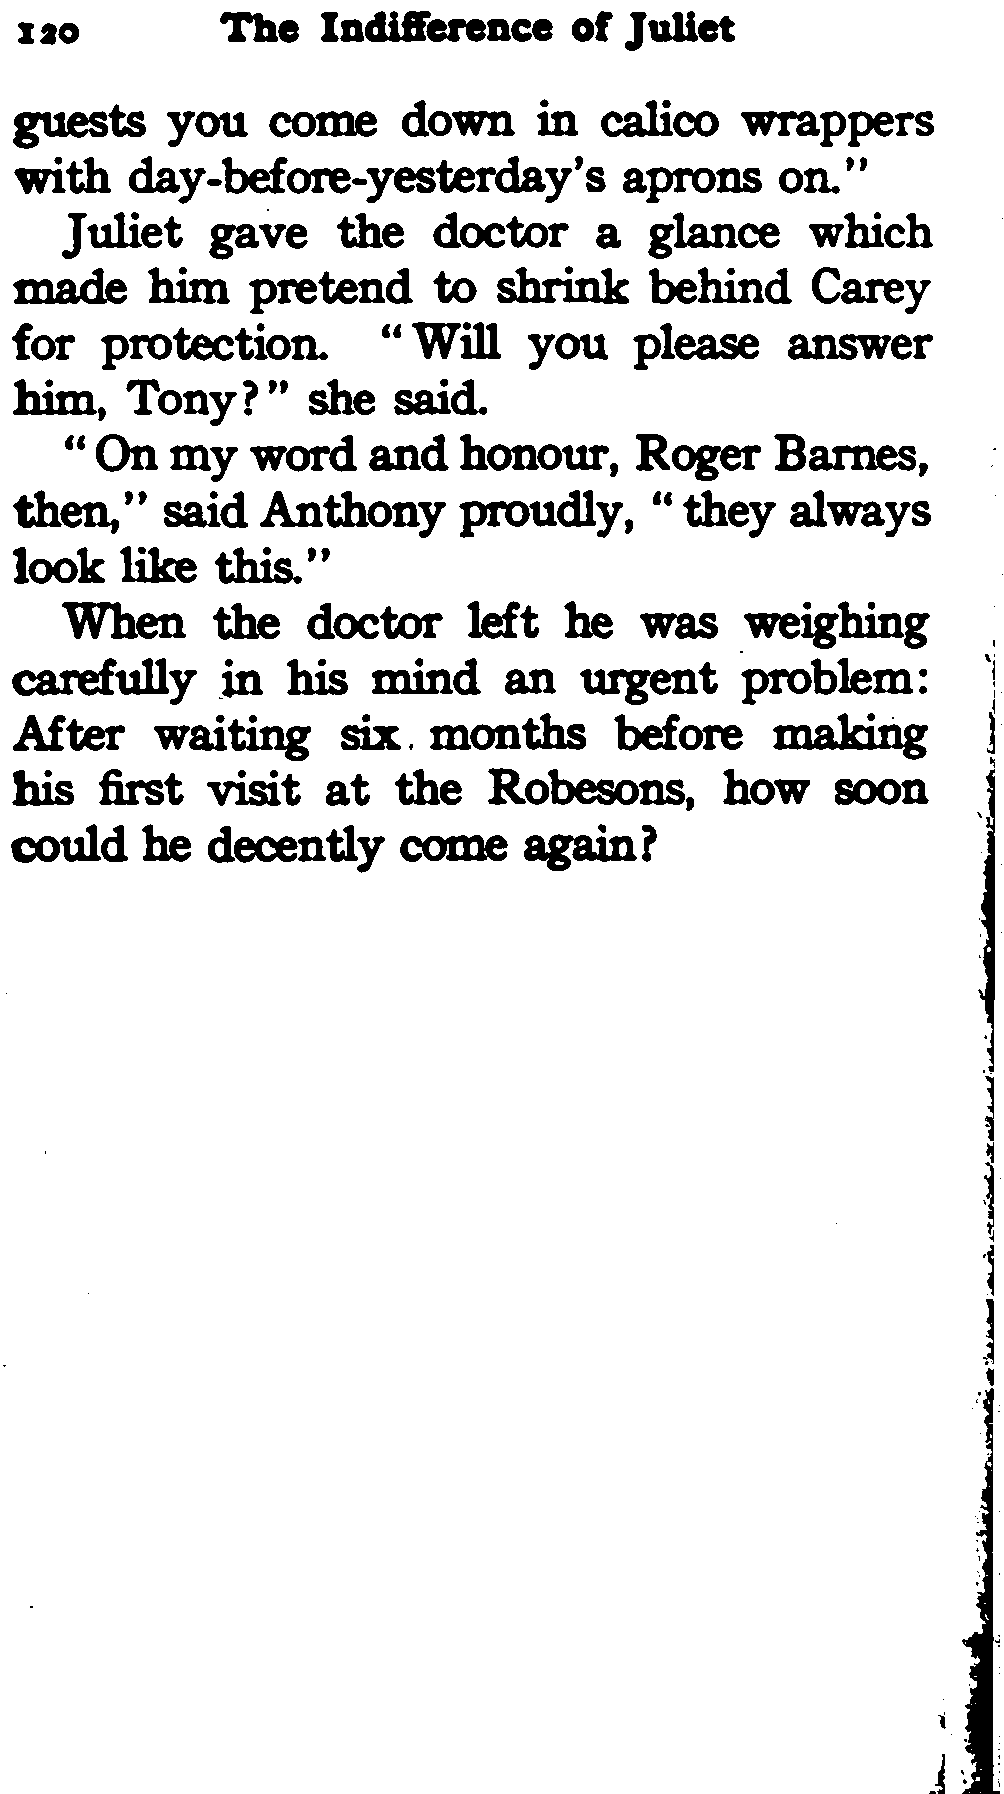 120 The Indifference of Juliet
guests you come down in calico wrappers
with day-before-yesterday's aprons on."
Juliet gave the doctor a glance which
made him pretend to shrink behind Carey
for protection. "Will you please answer
him, Tony?" she said.
"On my word and honour, Roger Barnes,
then," said Anthony proudly, "they always
look like this."
When the doctor left he was weighing
carefully in his mind an urgent problem:
After waiting six months before making
his first visit at the Robesons, how soon
could he decently come again?